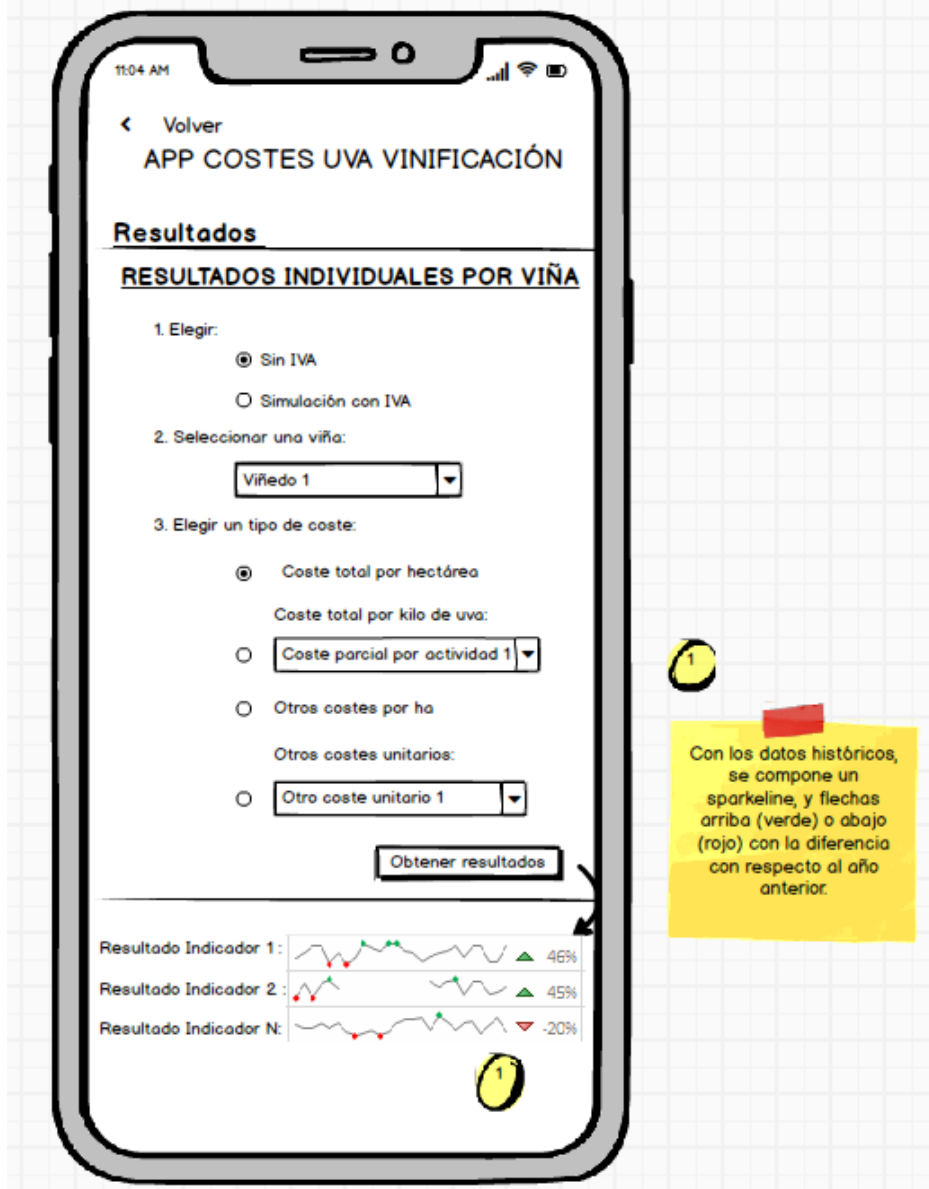 11:04 AM
Volver
APP COSTES UVA VINIFICACIÓN
Resultados
RESULTADOS INDIVIDUALES POR VIÑA
1. Elegir:
Sin IVA
Simulación con IVA
2. Seleccionar una viña:
Viñedo 1
3. Elegir un tipo de coste:
Coste total por hectárea
Coste total por kilo de uva:
Coste parcial por actividad 1
Otros costes por ha
Otros costes unitarios:
Otro coste unitario 1
Obtener resultados
Resultado Indicador 1 :
46%
Resultado Indicador 2 :
45%
Resultado Indicador N:
-20%
1
1
Con los datos históricos,
se compone un
sparkeline, y flechas
arriba (verde) o abajo
(rojo) con la diferencia
con respecto al año
anterior.